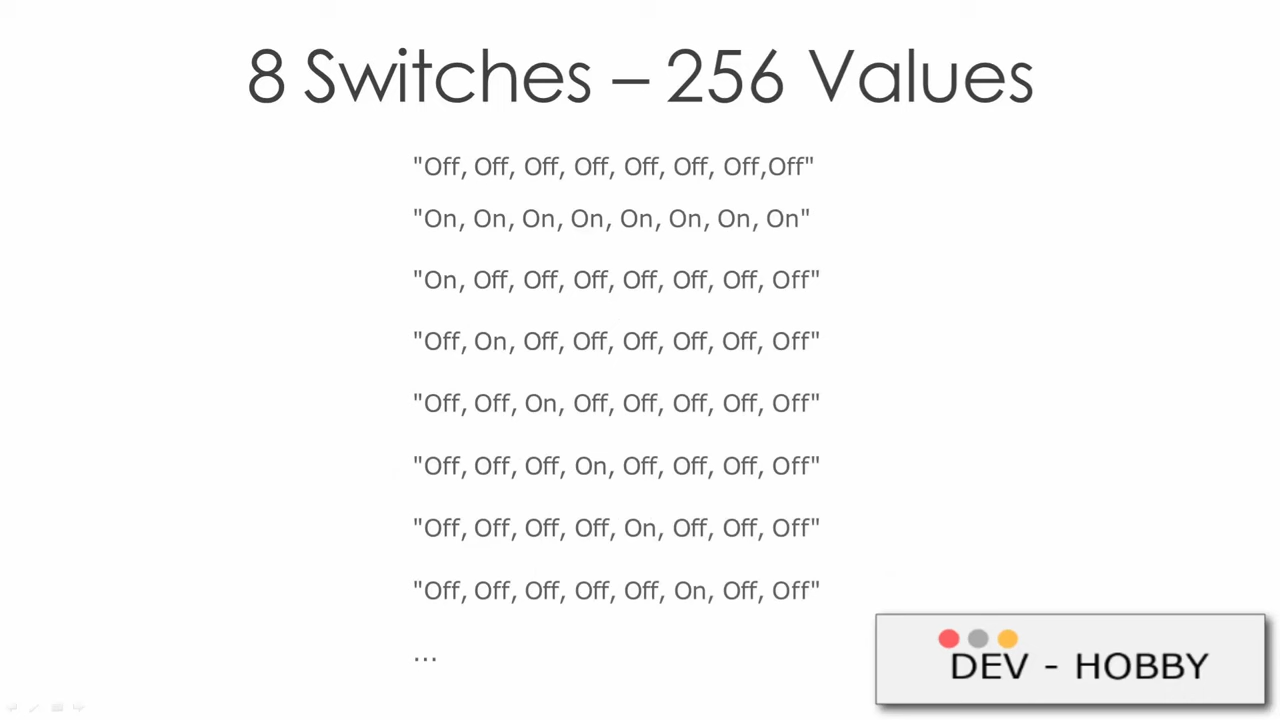 8 Switches – 256 Values
"Off, Off, Off, Off, Off, Off, Off,Off"
"On, On, On, On, On, On, On, On"
"On, Off, Off, Off, Off, Off, Off, Off"
"Off, On, Off, Off, Off, Off, Off, Off"
"Off, Off, On, Off, Off, Off, Off, Off"
"Off, Off, Off, On, Off, Off, Off, Off"
"Off, Off, Off, Off, On, Off, Off, Off"
"Off, Off, Off, Off, Off, On, Off, Off"
...
DEV - HOBBY